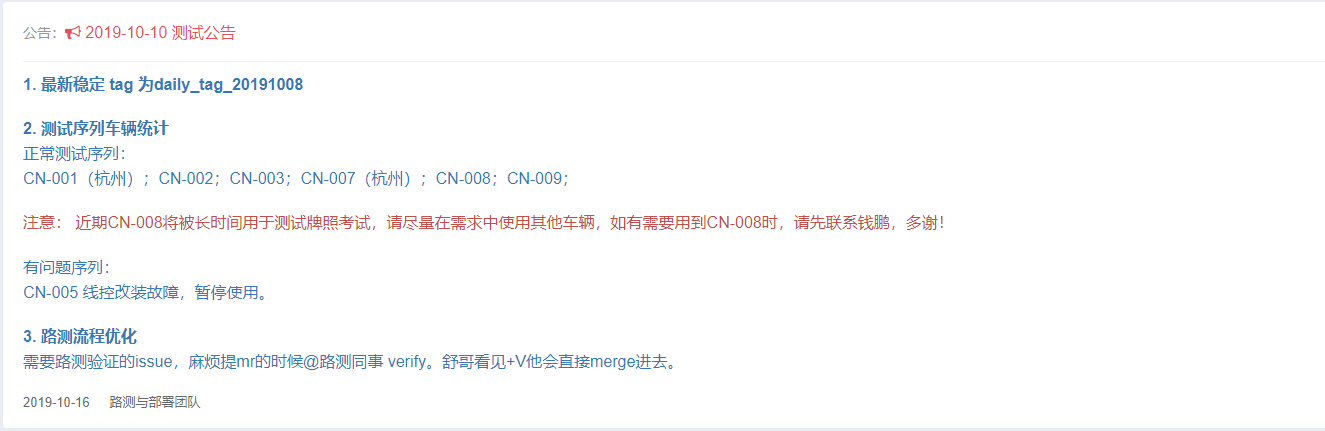 公告： 2019-10-10 测试公告
1. 最新稳定 tag 为daily_tag_20191008
2. 测试序列车辆统计
正常测试序列：
CN-001（杭州）；CN-002；CN-003；CN-007（杭州）；CN-008；CN-009；
注意： 近期CN-008将被长时间用于测试牌照考试，请尽量在需求中使用其他车辆，如有需要用到CN-008时，请先联系钱鹏，多谢！
有问题序列：
CN-005 线控改装故障，暂停使用。
3. 路测流程优化
需要路测验证的issue，麻烦提mr的时候@路测同事 verify。舒哥看见+V他会直接merge进去。
2019-10-16 路测与部署团队